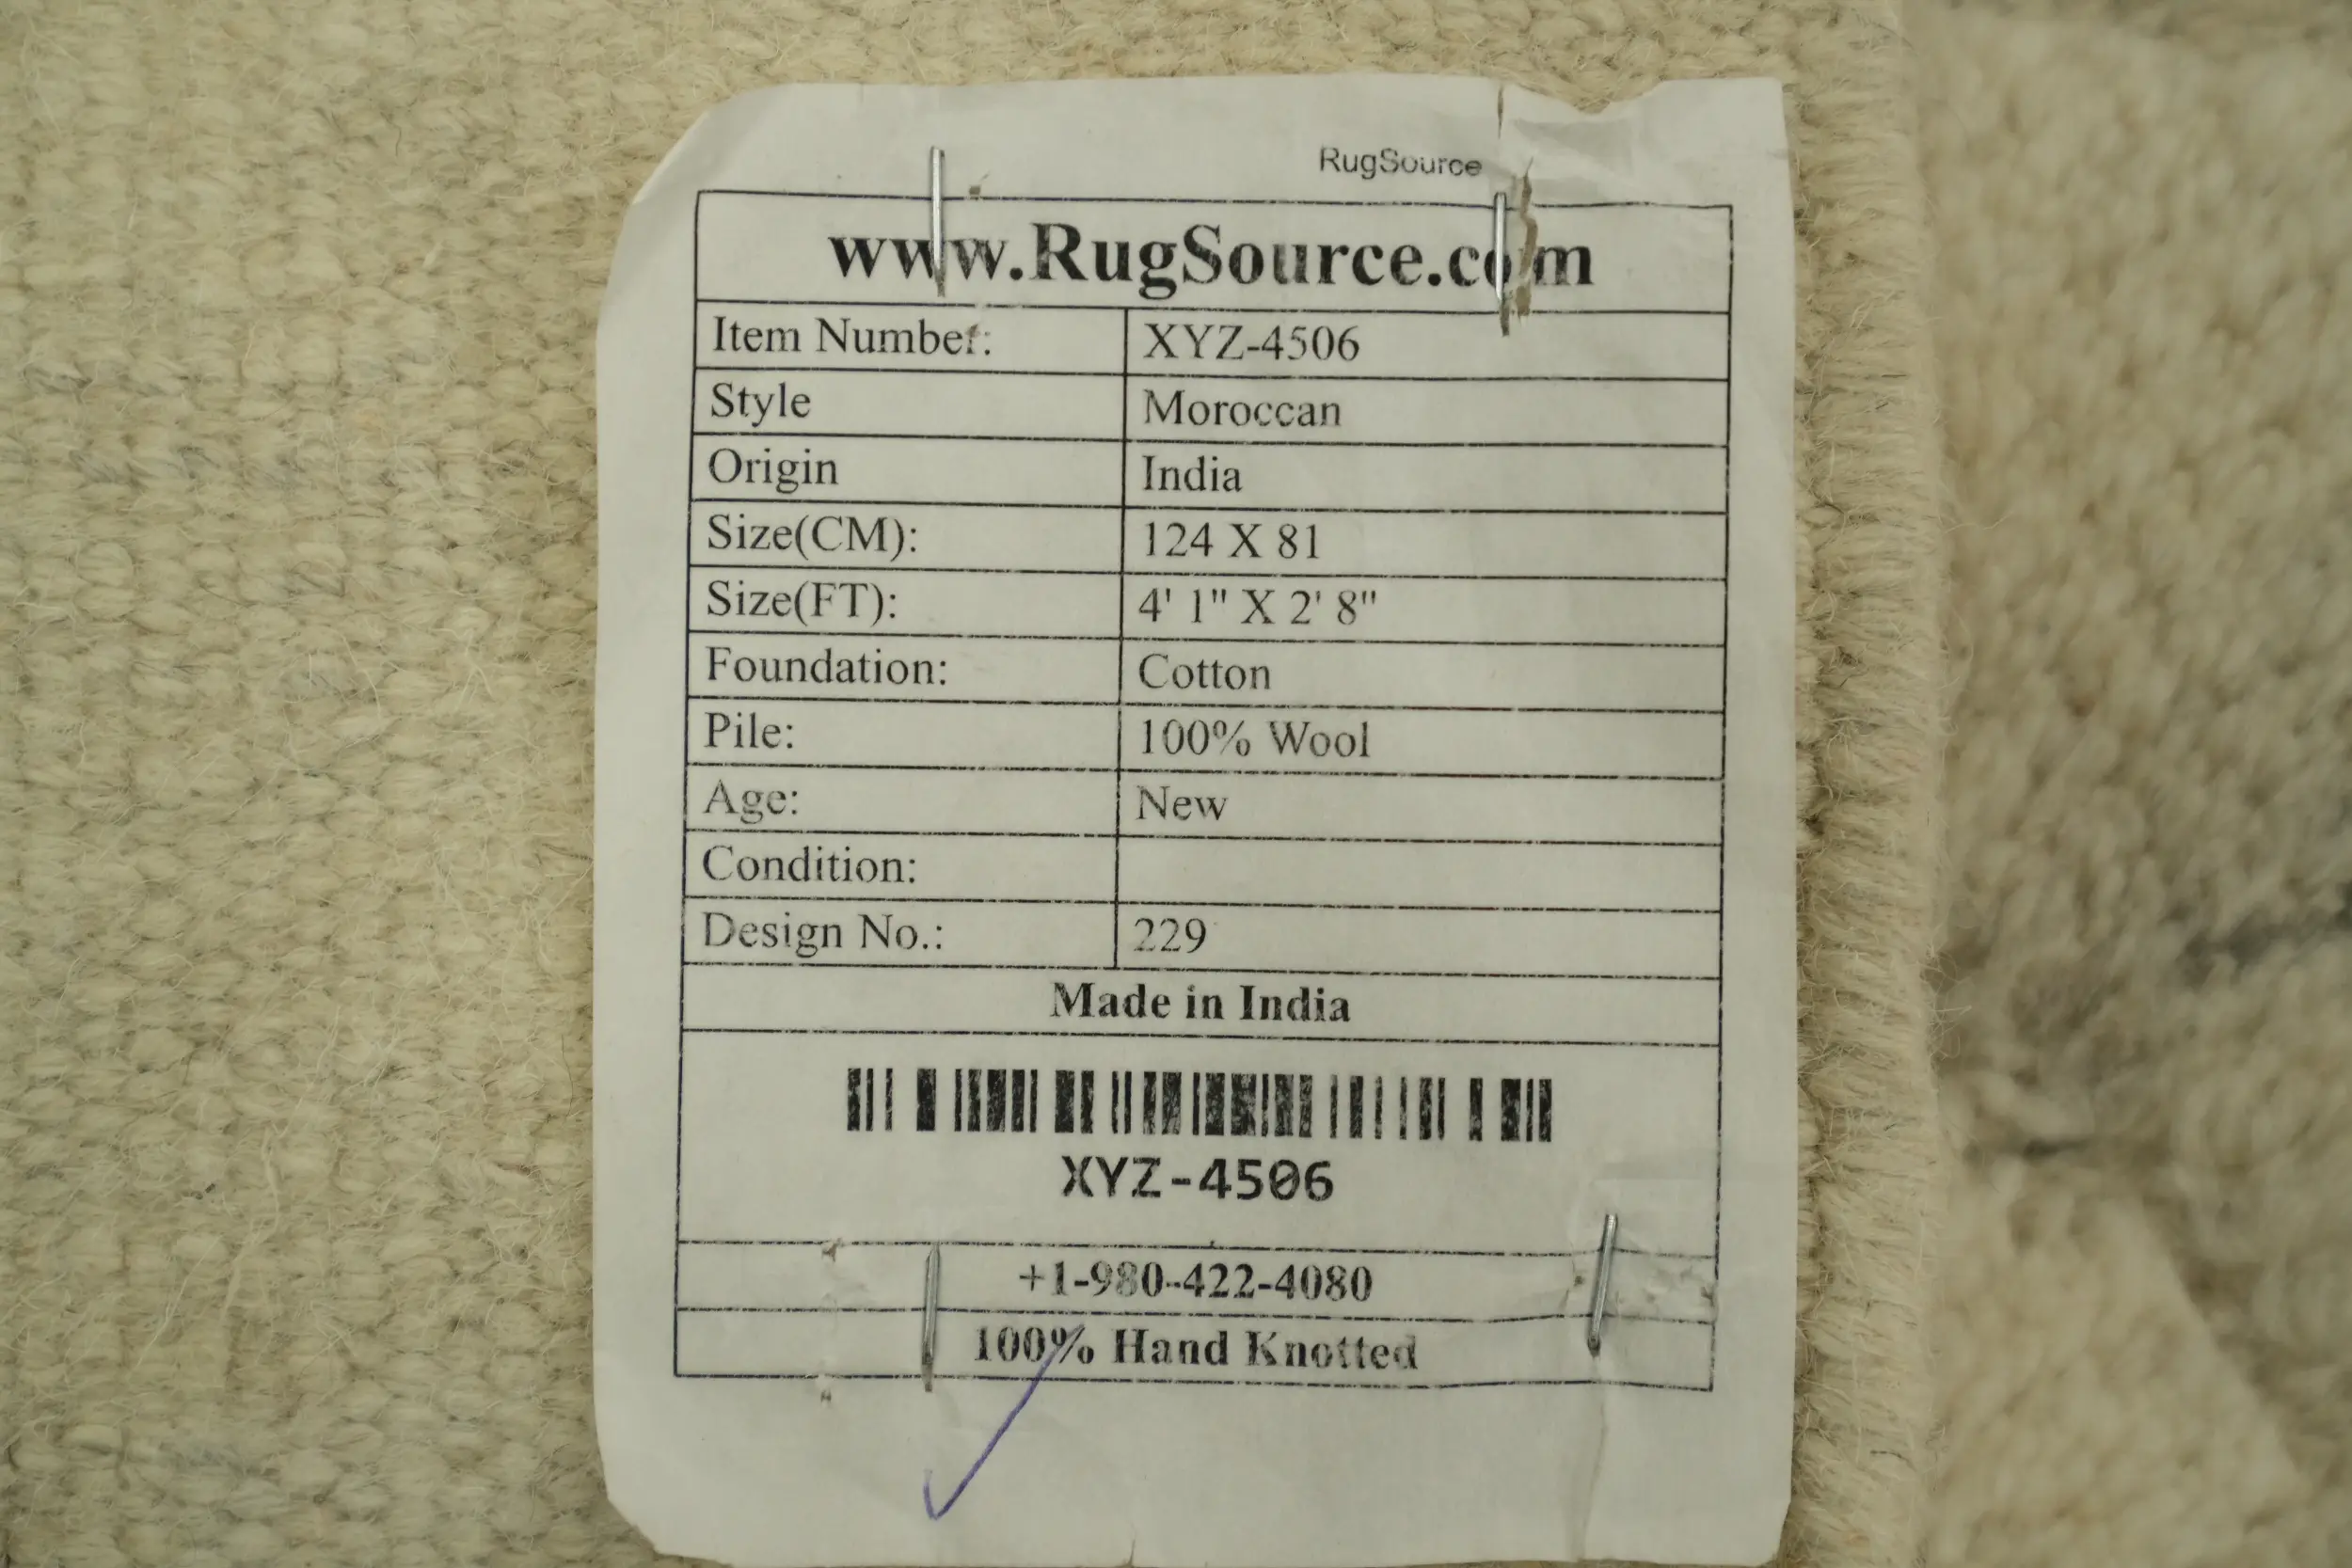 RugSource
www.RugSource.com
Item Number: XYZ-4506
Style Moroccan
Origin India
Size(CM): 124 X 81
Size(FT): 4' 1" X 2' 8"
Foundation: Cotton
Pile: 100% Wool
Age: New
Condition:
Design No.: 229
Made in India
XYZ-4506
+1-980-422-4080
100% Hand Knotted